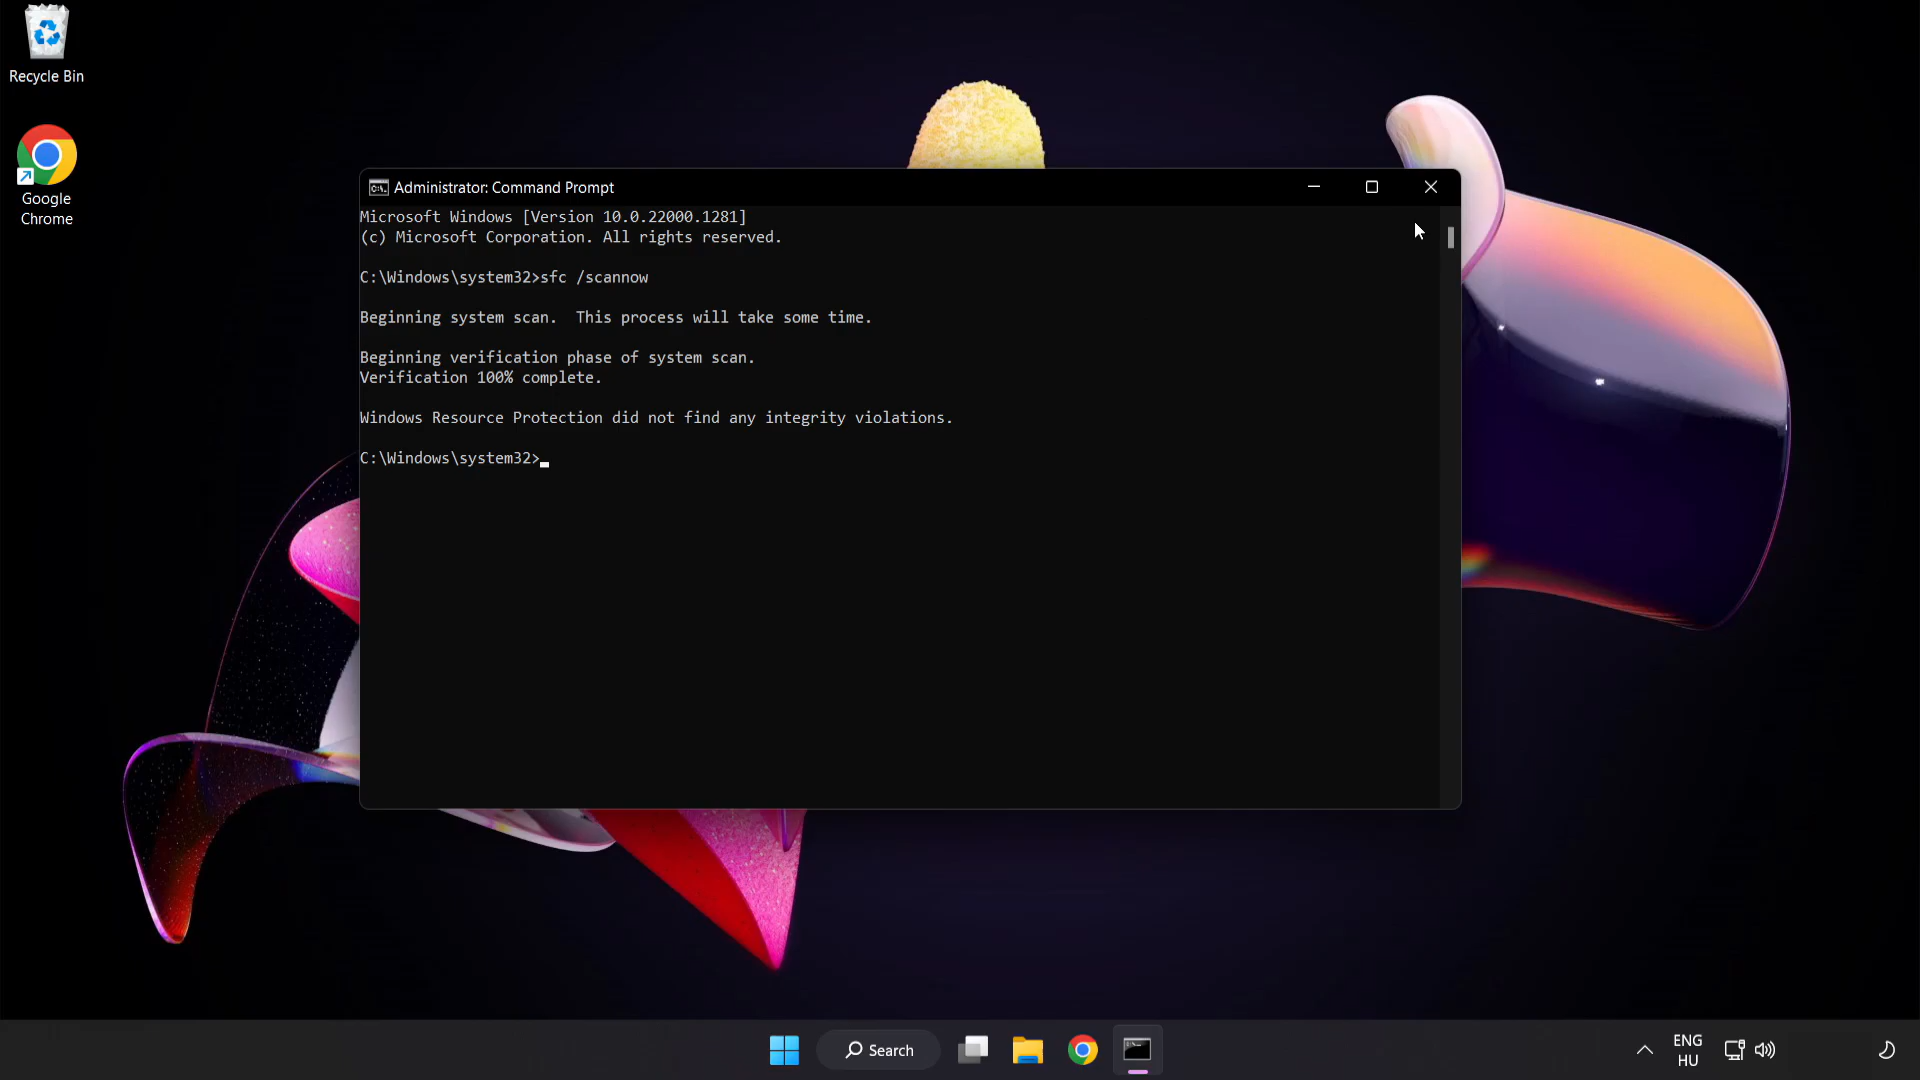 Recycle Bin
Google
Chrome
Administrator: Command Prompt
Microsoft Windows [Version 10.0.22000.1281]
(c) Microsoft Corporation. All rights reserved.
C:\Windows\system32>sfc /scannow
Beginning system scan.  This process will take some time.
Beginning verification phase of system scan.
Verification 100% complete.
Windows Resource Protection did not find any integrity violations.
C:\Windows\system32>
Search
ENG
HU